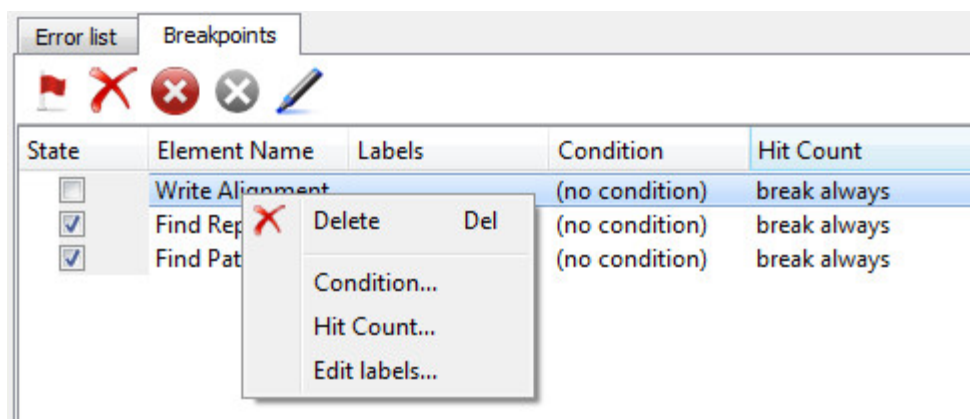 Error list Breakpoints
State Element Name Labels Condition Hit Count
Write Alignment (no condition) break always
Find Rep (no condition) break always
Find Pat (no condition) break always
Delete Del
Condition...
Hit Count...
Edit labels...